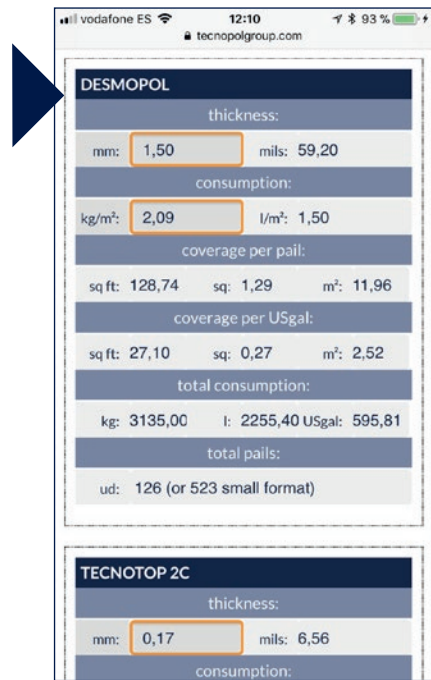 vodafone ES 12:10 93 %
tecnopolgroup.com
DESMOPOL
thickness:
mm: 1,50 mils: 59,20
consumption:
kg/m²: 2,09 l/m²: 1,50
coverage per pail:
sq ft: 128,74 sq: 1,29 m²: 11,96
coverage per USgal:
sq ft: 27,10 sq: 0,27 m²: 2,52
total consumption:
kg: 3135,00 l: 2255,40 USgal: 595,81
total pails:
ud: 126 (or 523 small format)
TECNOTOP 2C
thickness:
mm: 0,17 mils: 6,56
consumption: